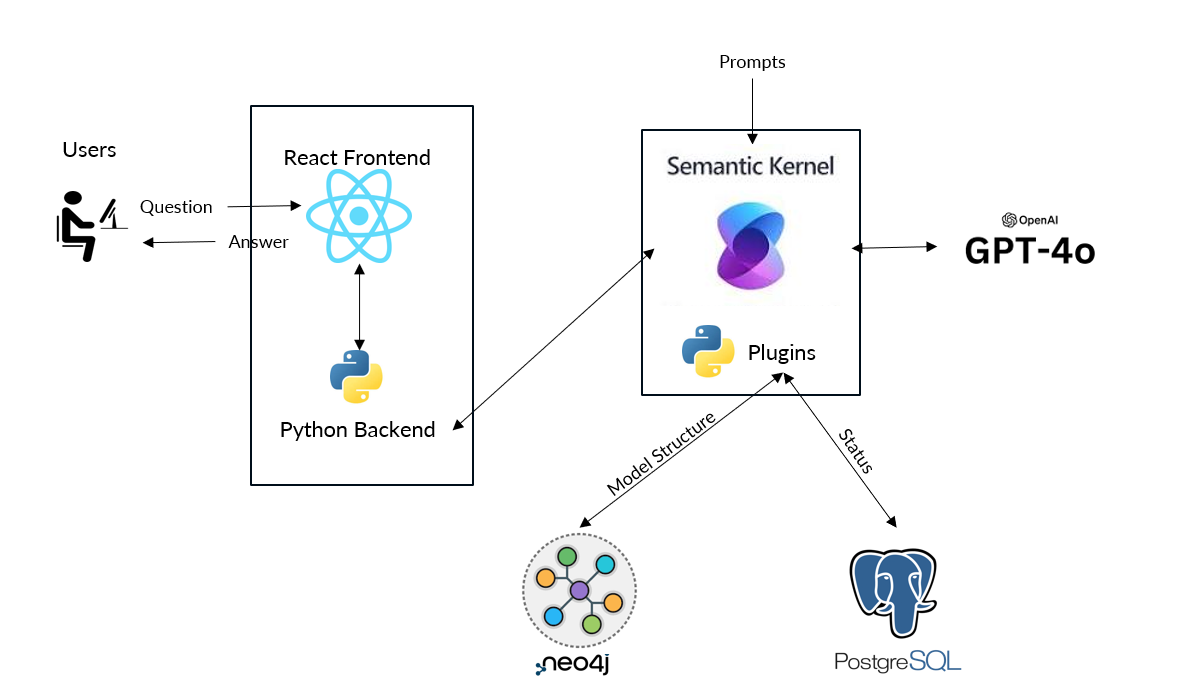 Prompts
Users
React Frontend
Semantic Kernel
Question
Answer
OpenAI
GPT-4o
Plugins
Python Backend
Model Structure
Status
neo4j
PostgreSQL